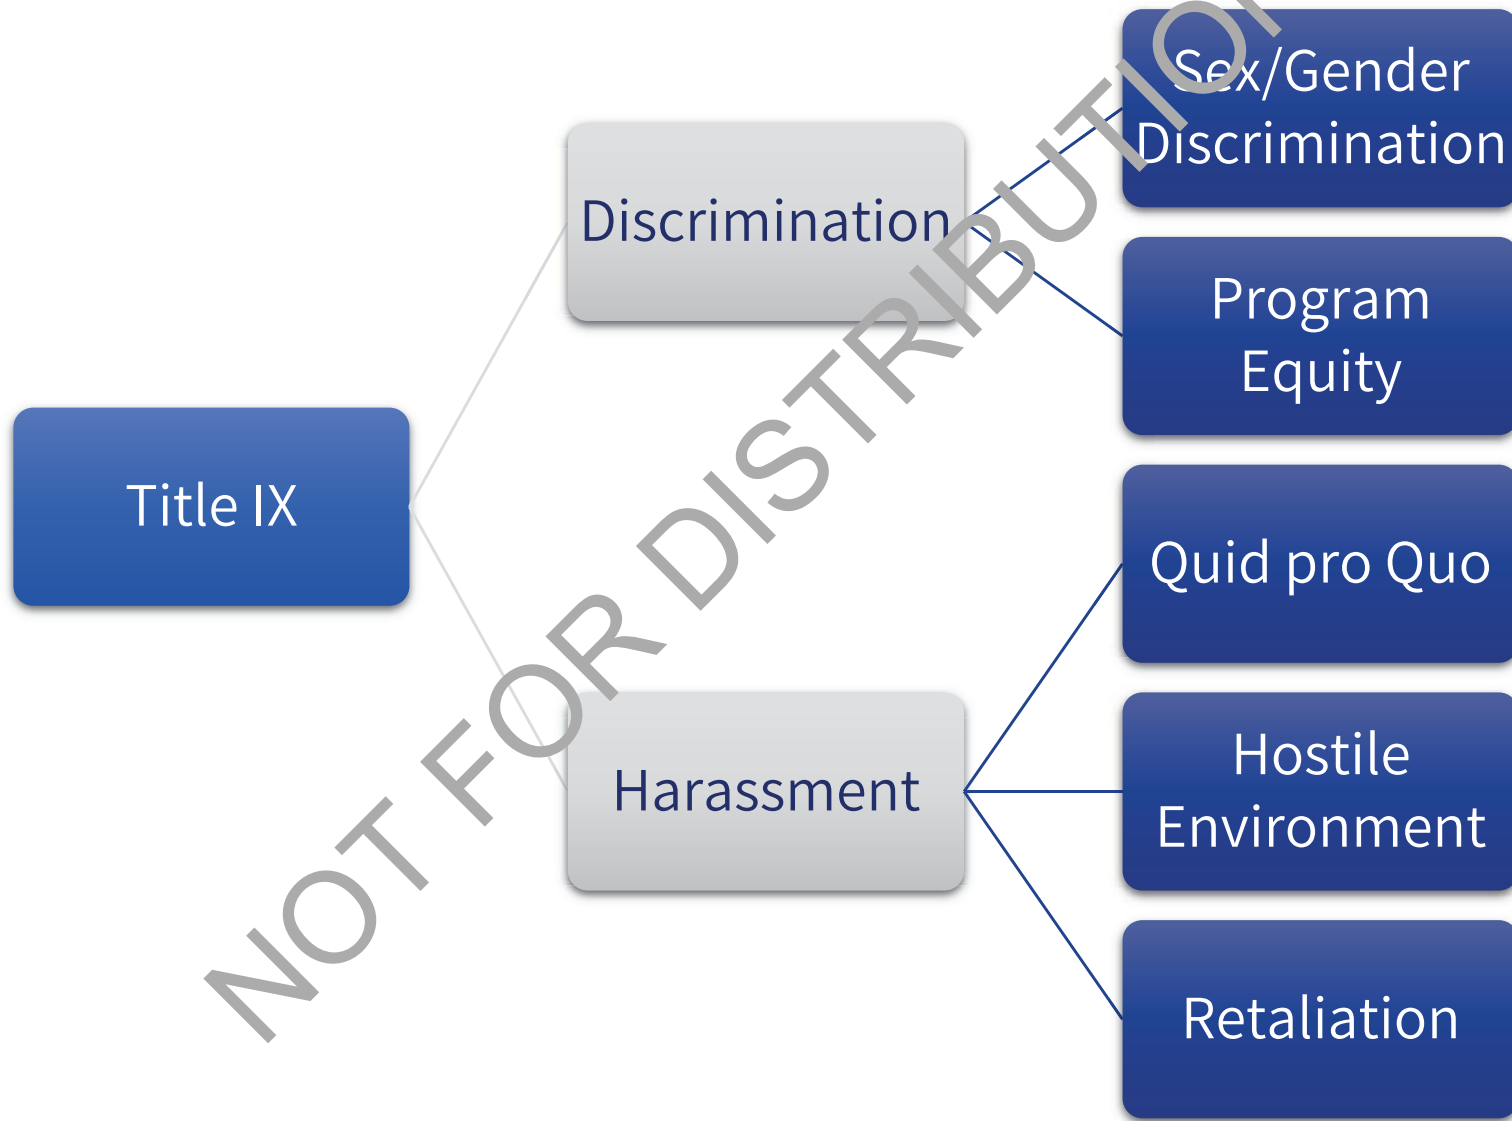 Title IX
Discrimination
Harassment
Sex/Gender
Discrimination
Program
Equity
Quid pro Quo
Hostile
Environment
Retaliation
NOT FOR DISTRIBUTION